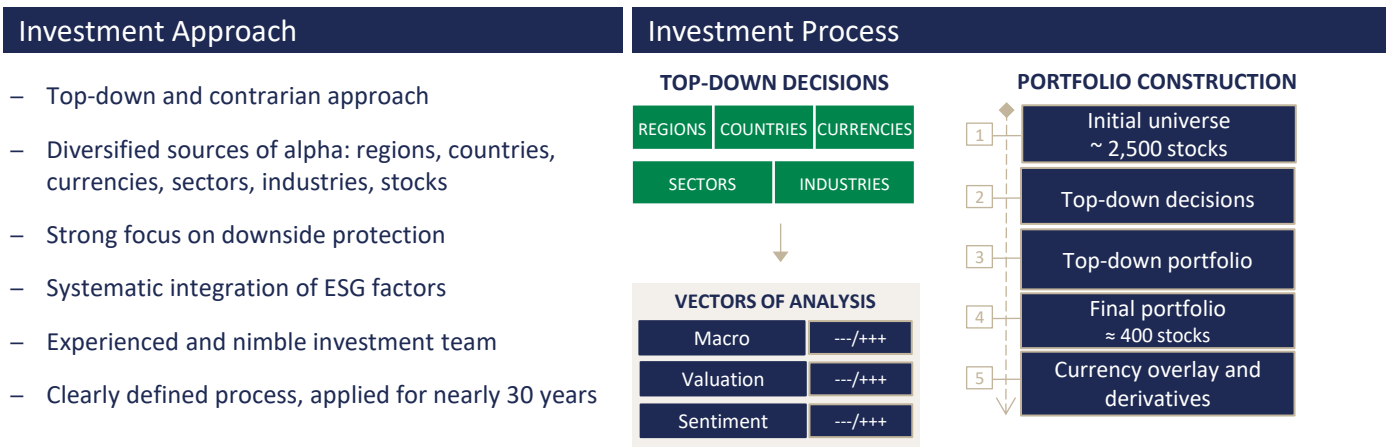 Investment Approach
– Top-down and contrarian approach
– Diversified sources of alpha: regions, countries,
currencies, sectors, industries, stocks
– Strong focus on downside protection
– Systematic integration of ESG factors
– Experienced and nimble investment team
– Clearly defined process, applied for nearly 30 years
Investment Process
TOP-DOWN DECISIONS
REGIONS COUNTRIES CURRENCIES
SECTORS INDUSTRIES
VECTORS OF ANALYSIS
Macro ---/+++
Valuation ---/+++
Sentiment ---/+++
PORTFOLIO CONSTRUCTION
1 Initial universe
~ 2,500 stocks
2 Top-down decisions
3 Top-down portfolio
4 Final portfolio
≈ 400 stocks
5 Currency overlay and
derivatives